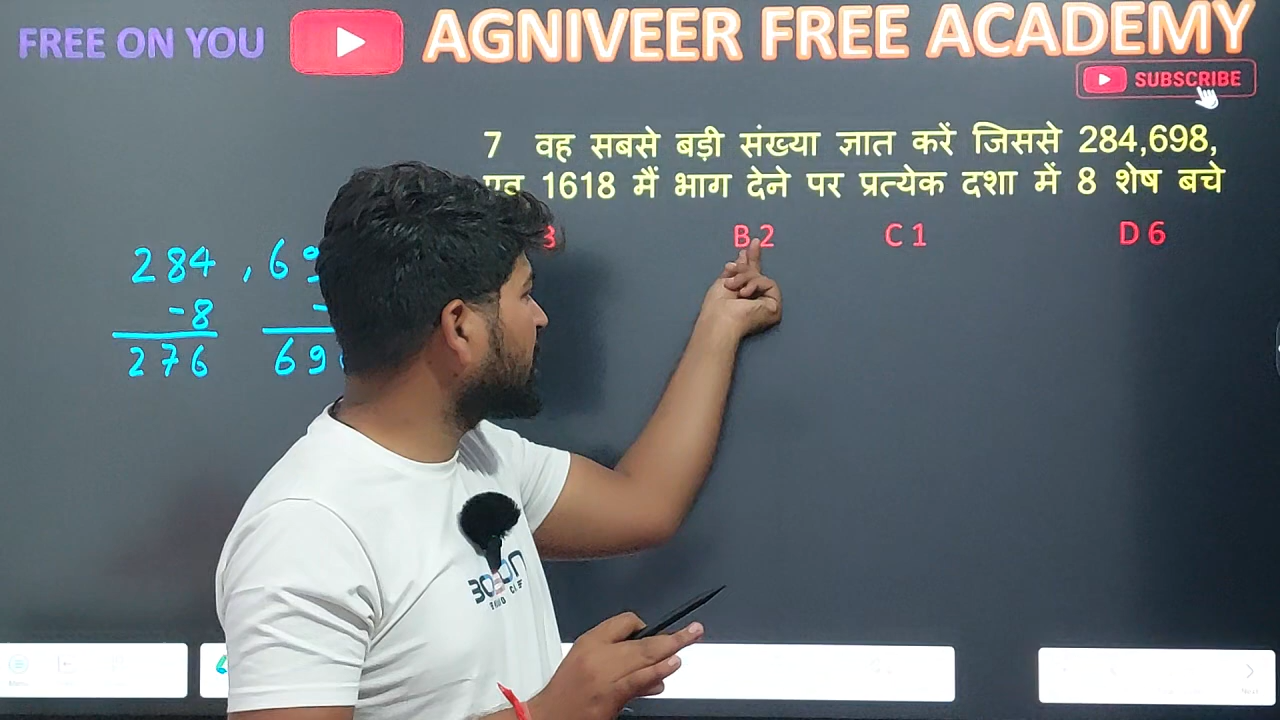 FREE ON YOU AGNIVEER FREE ACADEMY
SUBSCRIBE
7 वह सबसे बड़ी संख्या ज्ञात करें जिससे 284,698,
1618 मैं भाग देने पर प्रत्येक दशा में 8 शेष बचे
B 2 C 1 D 6
284 , 69
-8 -
276 69